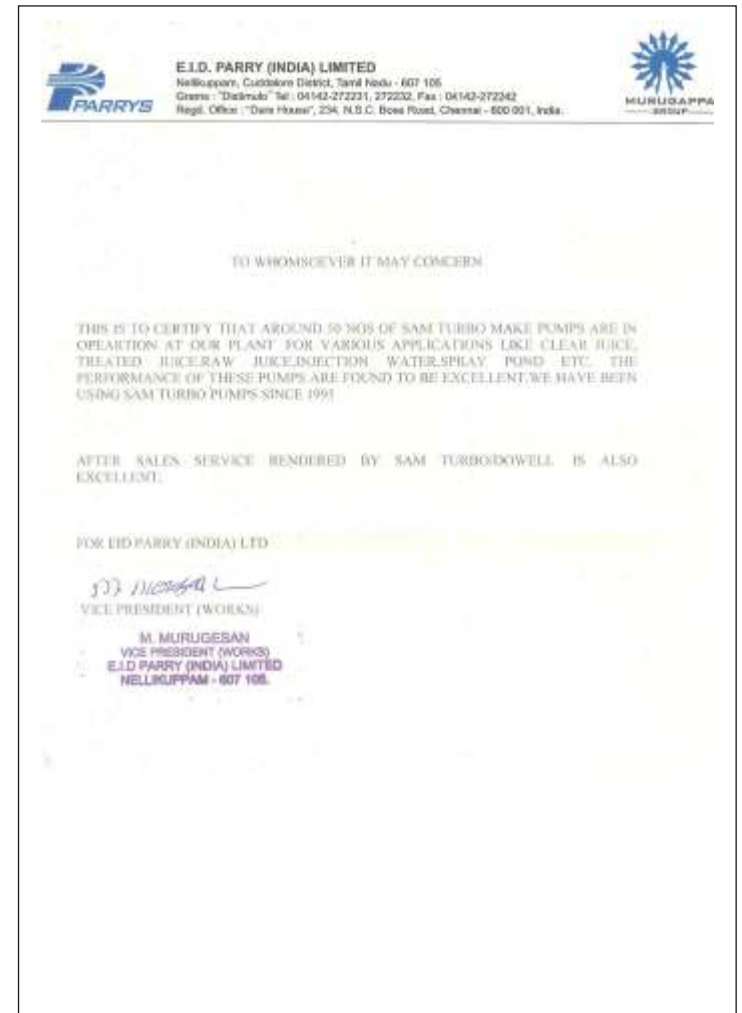 PARRYS
E.I.D. PARRY (INDIA) LIMITED
Nellikuppam, Cuddalore District, Tamil Nadu - 607 105
Grams : "Distimulo" Tel : 04142-272231, 272232, Fax : 04142-272242
Regd. Office : "Dare House", 234, N.S.C. Bose Road, Chennai - 600 001, India.
MURUGAPPA
GROUP
TO WHOMSOEVER IT MAY CONCERN
THIS IS TO CERTIFY THAT AROUND 50 NOS OF SAM TURBO MAKE PUMPS ARE IN
OPEARTION AT OUR PLANT FOR VARIOUS APPLICATIONS LIKE CLEAR JUICE,
TREATED JUICE,RAW JUICE,INJECTION WATER,SPRAY POND ETC. THE
PERFORMANCE OF THESE PUMPS ARE FOUND TO BE EXCELLENT.WE HAVE BEEN
USING SAM TURBO PUMPS SINCE 1995
AFTER SALES SERVICE RENDERED BY SAM TURBO/DOWELL IS ALSO
EXCELLENT.
FOR EID PARRY (INDIA) LTD
VICE PRESIDENT (WORKS)
M. MURUGESAN
VICE PRESIDENT (WORKS)
E.I.D PARRY (INDIA) LIMITED
NELLIKUPPAM - 607 105.